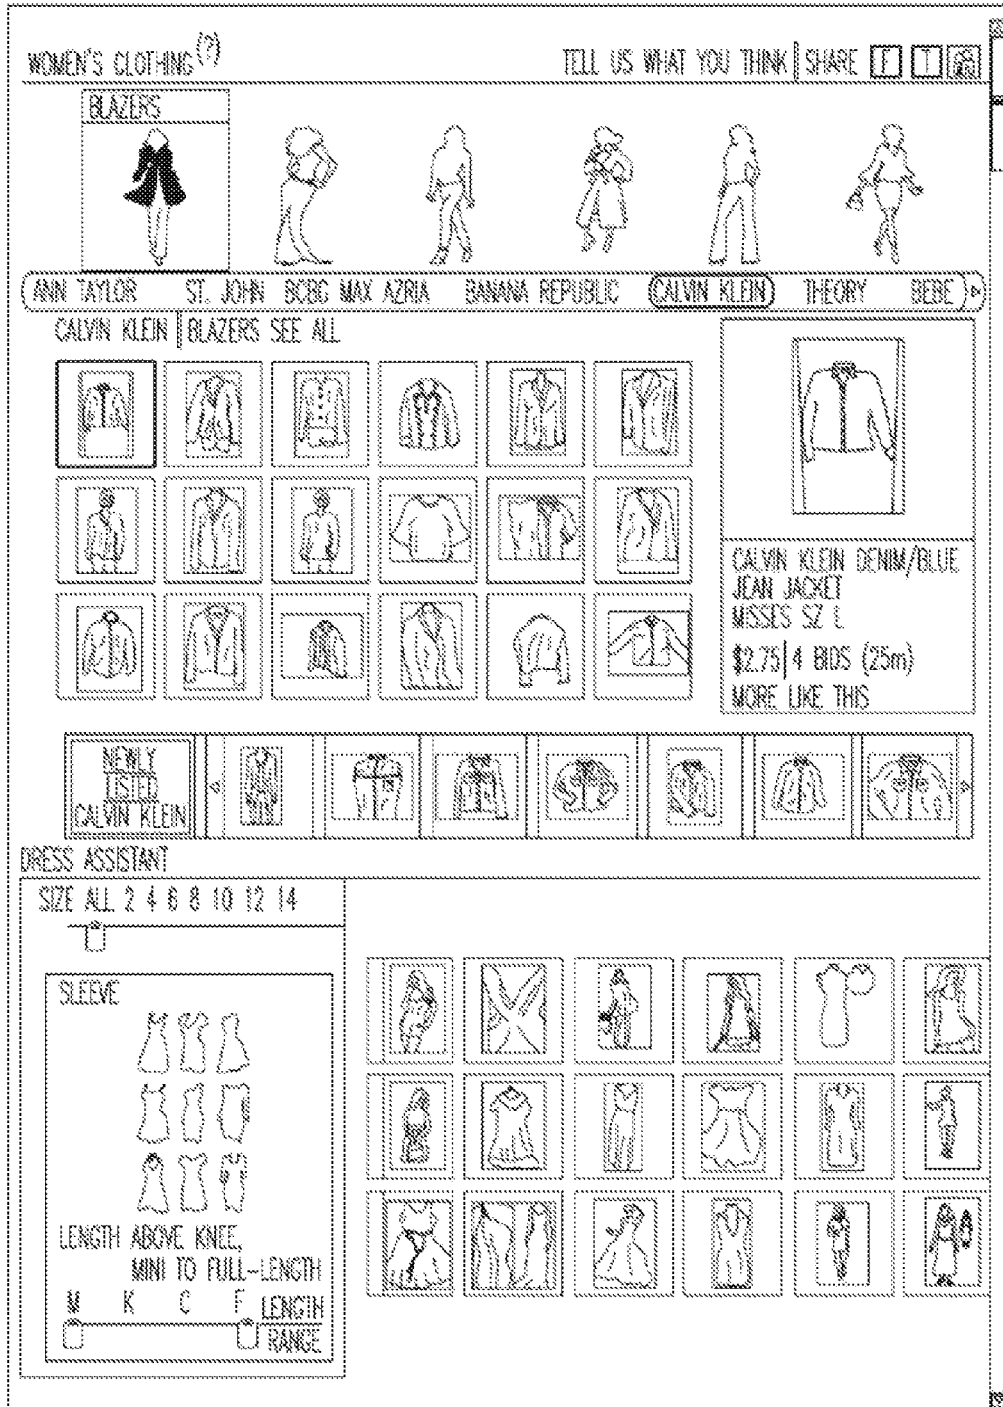 WOMEN'S CLOTHING (?)
TELL US WHAT YOU THINK | SHARE F T
BLAZERS
ANN TAYLOR ST. JOHN BCBG MAX AZRIA BANANA REPUBLIC CALVIN KLEIN THEORY BEBE
CALVIN KLEIN | BLAZERS SEE ALL
CALVIN KLEIN DENIM/BLUE
JEAN JACKET
MISSES SZ L
$2.75 | 4 BIDS (25m)
MORE LIKE THIS
NEWLY
LISTED
CALVIN KLEIN
DRESS ASSISTANT
SIZE ALL 2 4 6 8 10 12 14
SLEEVE
LENGTH ABOVE KNEE,
MINI TO FULL-LENGTH
M K C F LENGTH
RANGE